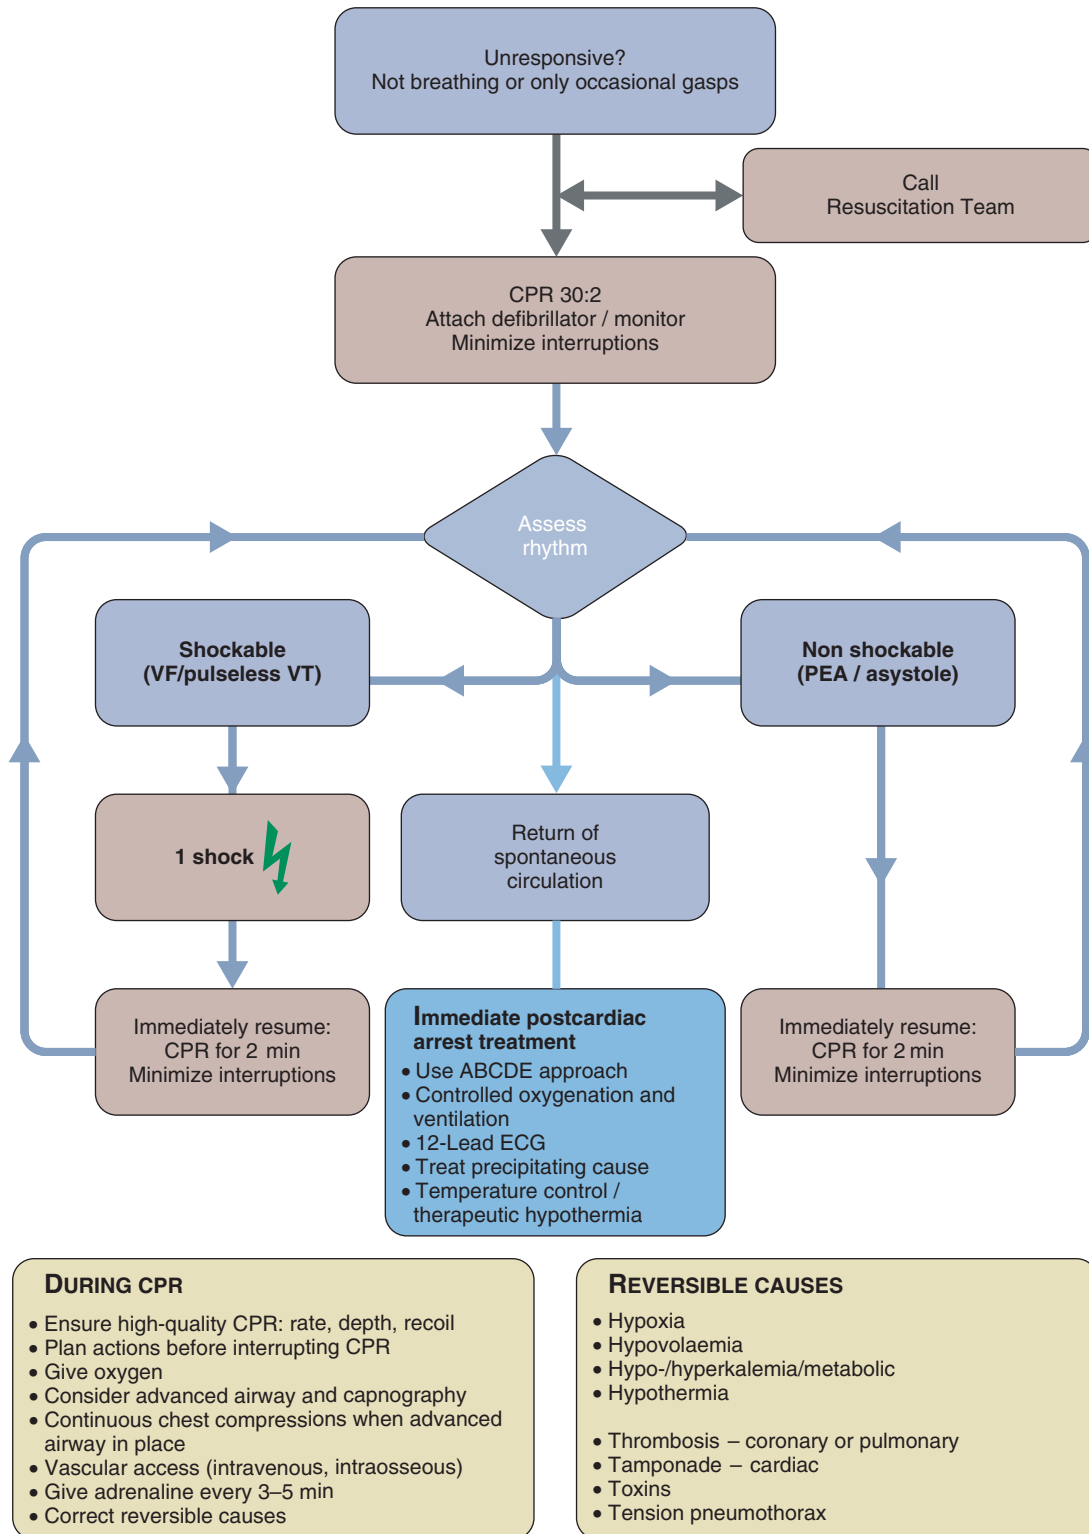 Unresponsive?
Not breathing or only occasional gasps
Call
Resuscitation Team
CPR 30:2
Attach defibrillator / monitor
Minimize interruptions
Assess
rhythm
Shockable
(VF/pulseless VT)
Non shockable
(PEA / asystole)
1 shock
Return of
spontaneous
circulation
Immediately resume:
CPR for 2 min
Minimize interruptions
Immediate postcardiac
arrest treatment
• Use ABCDE approach
• Controlled oxygenation and
ventilation
• 12-Lead ECG
• Treat precipitating cause
• Temperature control /
therapeutic hypothermia
Immediately resume:
CPR for 2 min
Minimize interruptions
DURING CPR
• Ensure high-quality CPR: rate, depth, recoil
• Plan actions before interrupting CPR
• Give oxygen
• Consider advanced airway and capnography
• Continuous chest compressions when advanced
airway in place
• Vascular access (intravenous, intraosseous)
• Give adrenaline every 3–5 min
• Correct reversible causes
REVERSIBLE CAUSES
• Hypoxia
• Hypovolaemia
• Hypo-/hyperkalemia/metabolic
• Hypothermia
• Thrombosis – coronary or pulmonary
• Tamponade – cardiac
• Toxins
• Tension pneumothorax